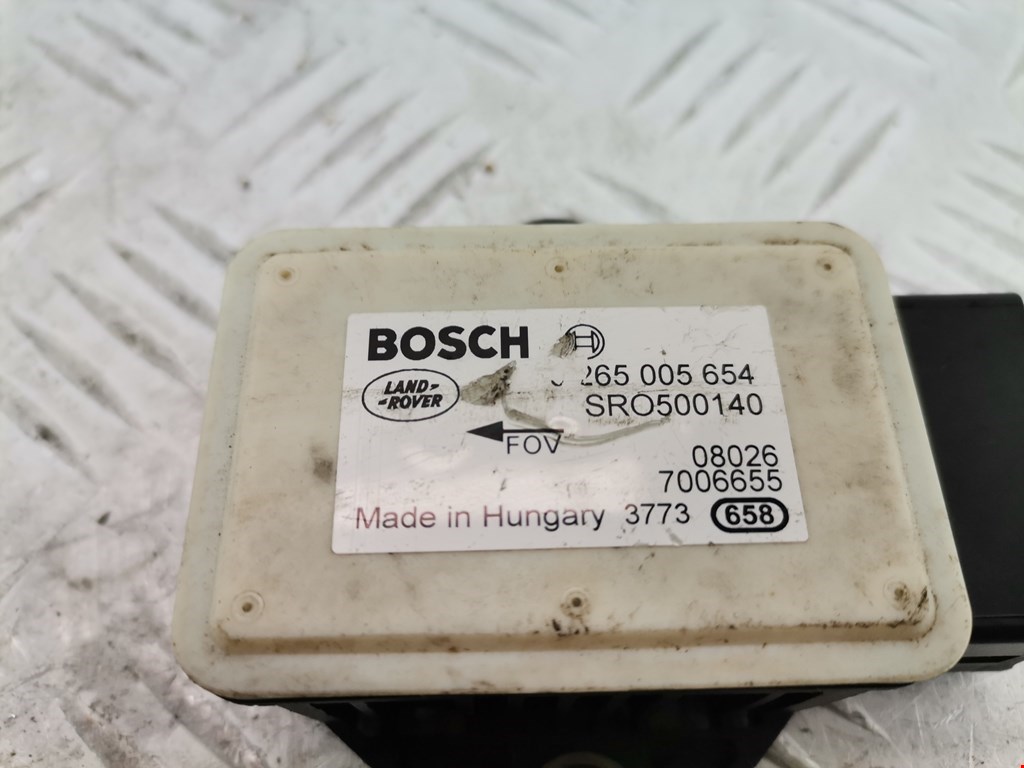 BOSCH
265 005 654
LAND-
-ROVER
SRO500140
FOV
08026
7006655
Made in Hungary 3773 658